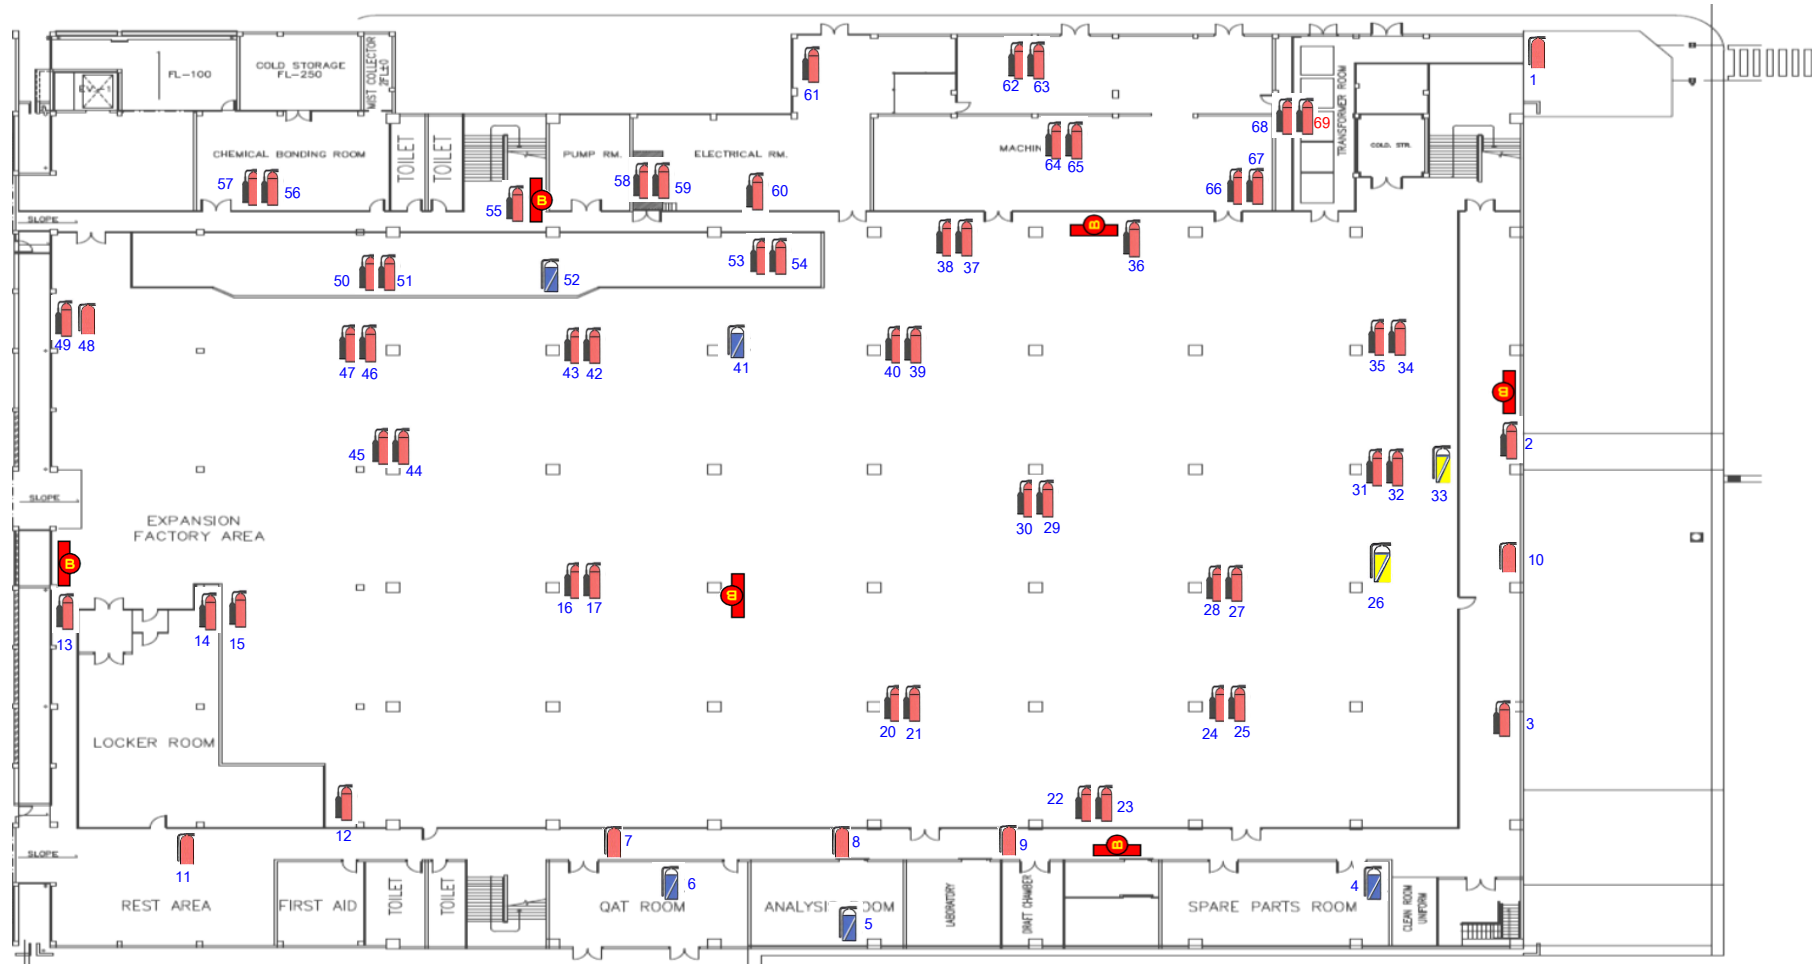 FL-100
EV-1
COLD STORAGE
FL-250
MIST COLLECTOR
2FL±0
61
62
63
1
68
69
TRANSFORMER ROOM
COLD. STR.
CHEMICAL BONDING ROOM
TOILET
TOILET
PUMP RM.
ELECTRICAL RM.
MACHIN
64
65
67
66
57
56
58
59
60
55
B
SLOPE
B
38
37
36
53
54
50
51
52
49
48
47
46
43
42
41
40
39
35
34
B
2
45
44
31
32
33
30
29
SLOPE
EXPANSION
FACTORY AREA
B
10
16
17
B
28
27
26
13
14
15
20
21
24
25
3
LOCKER ROOM
22
23
12
7
8
9
B
SLOPE
11
6
5
4
REST AREA
FIRST AID
TOILET
TOILET
QAT ROOM
ANALYSI
OOM
LABORATORY
DRAFT CHAMBER
SPARE PARTS ROOM
CLEAN ROOM
UNIFORM